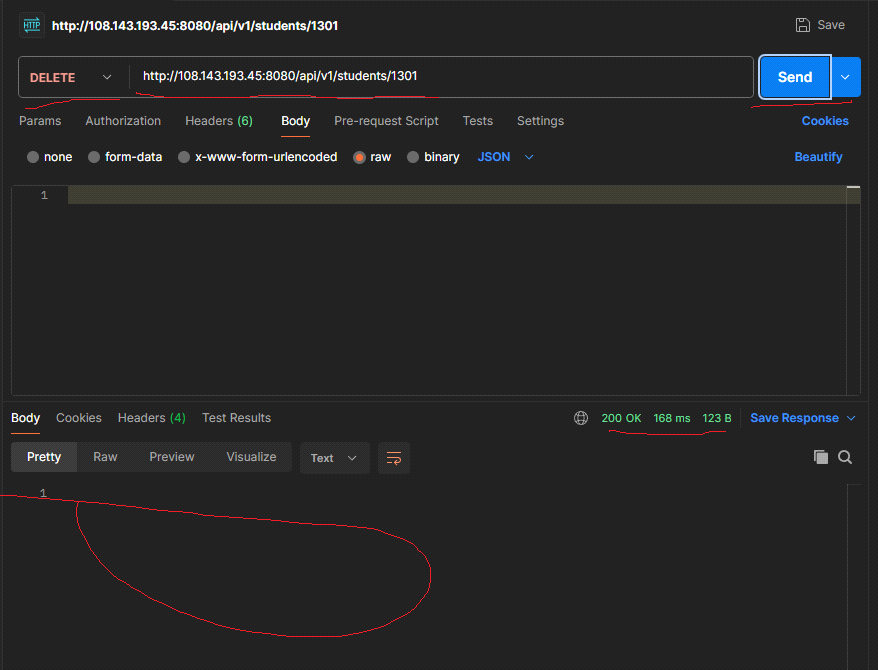 HTTP http://108.143.193.45:8080/api/v1/students/1301 Save
DELETE http://108.143.193.45:8080/api/v1/students/1301 Send
Params Authorization Headers (6) Body Pre-request Script Tests Settings Cookies
none form-data x-www-form-urlencoded raw binary JSON Beautify
1
Body Cookies Headers (4) Test Results 200 OK 168 ms 123 B Save Response
Pretty Raw Preview Visualize Text
1